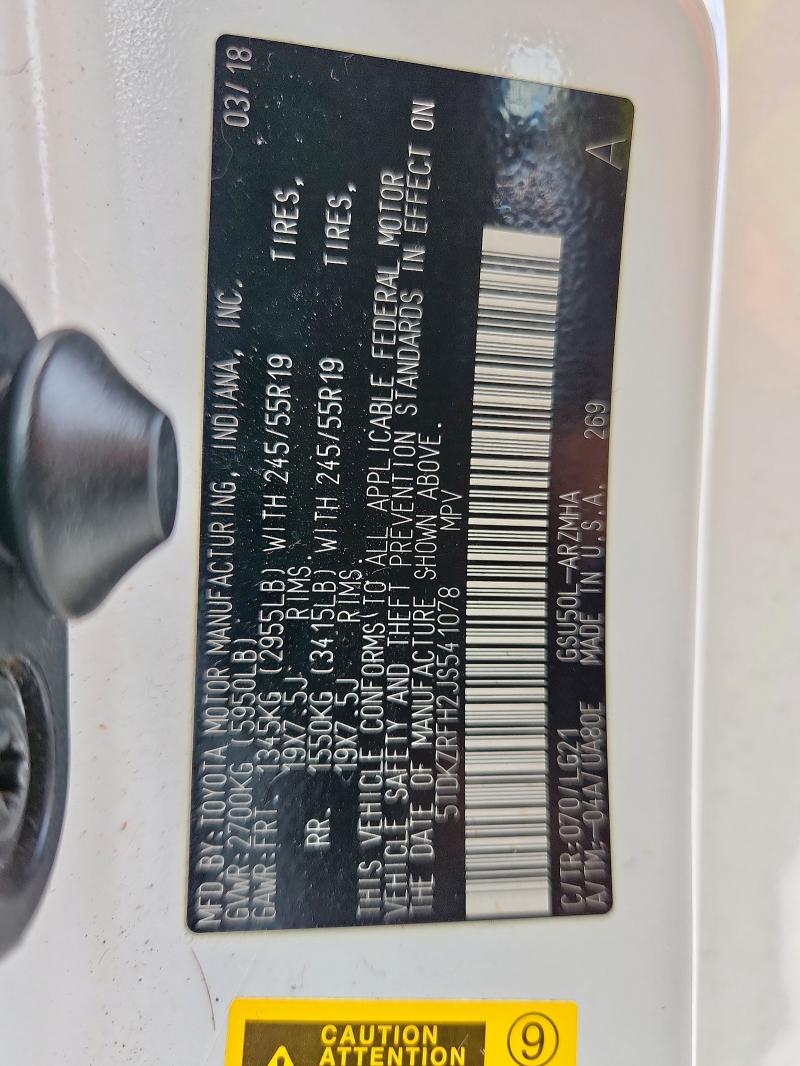 MFD.BY:TOYOTA MOTOR MANUFACTURING, INDIANA, INC. 03/18
GVWR:2700KG (5950LB)
GAWR:FRT. 1345KG (2955LB) WITH 245/55R19 TIRES,
19X7.5J RIMS.
RR. 1550KG (3415LB) WITH 245/55R19 TIRES,
19X7.5J RIMS.
THIS VEHICLE CONFORMS TO ALL APPLICABLE FEDERAL MOTOR
VEHICLE SAFETY AND THEFT PREVENTION STANDARDS IN EFFECT ON
THE DATE OF MANUFACTURE SHOWN ABOVE.
5TDKZRFH2JS541078 MPV
C/TR:070/LG21 GSU50L-ARZMHA
A/TM:-04A/UA80E MADE IN U.S.A. 269 A
CAUTION
ATTENTION
9